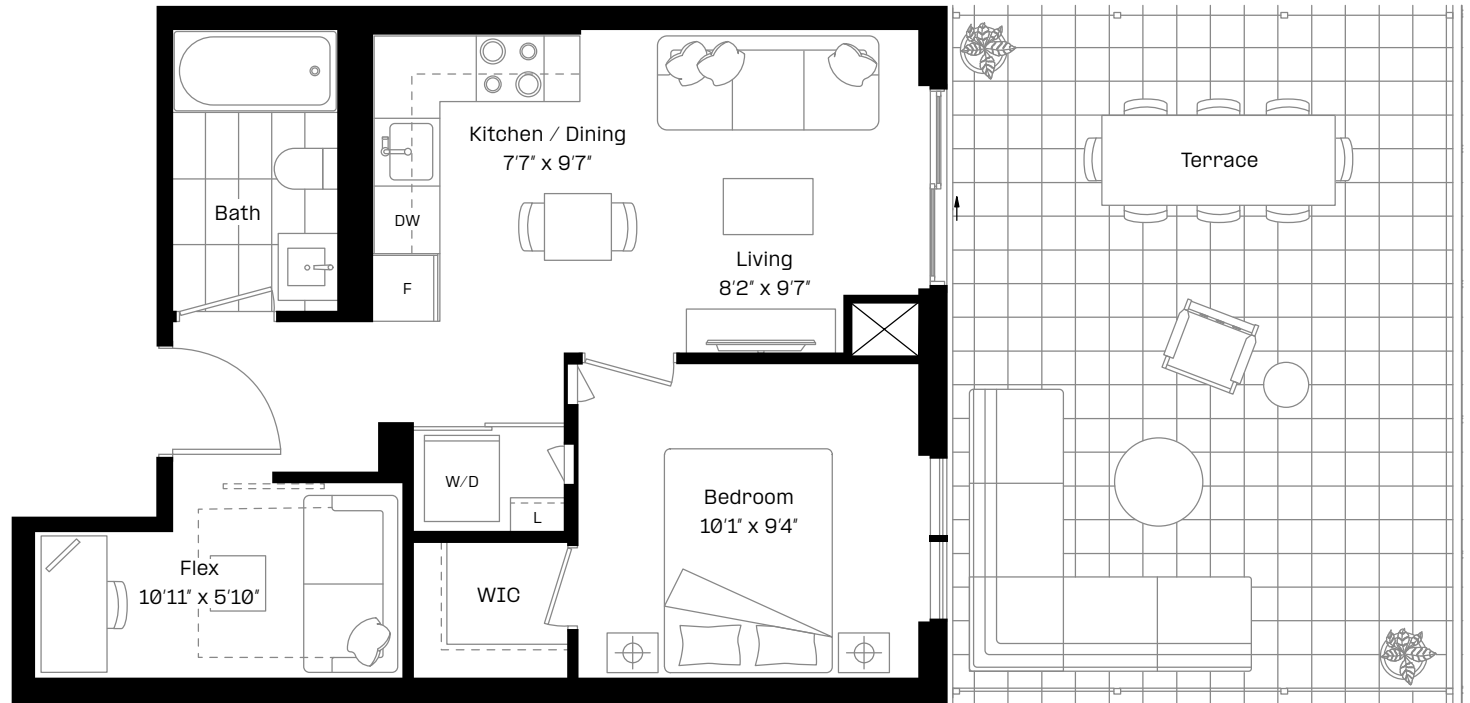 Kitchen / Dining
7'7" x 9'7"
Terrace
Bath
DW
Living
8'2" x 9'7"
F
W/D
L
Bedroom
10'1" x 9'4"
Flex
10'11" x 5'10"
WIC